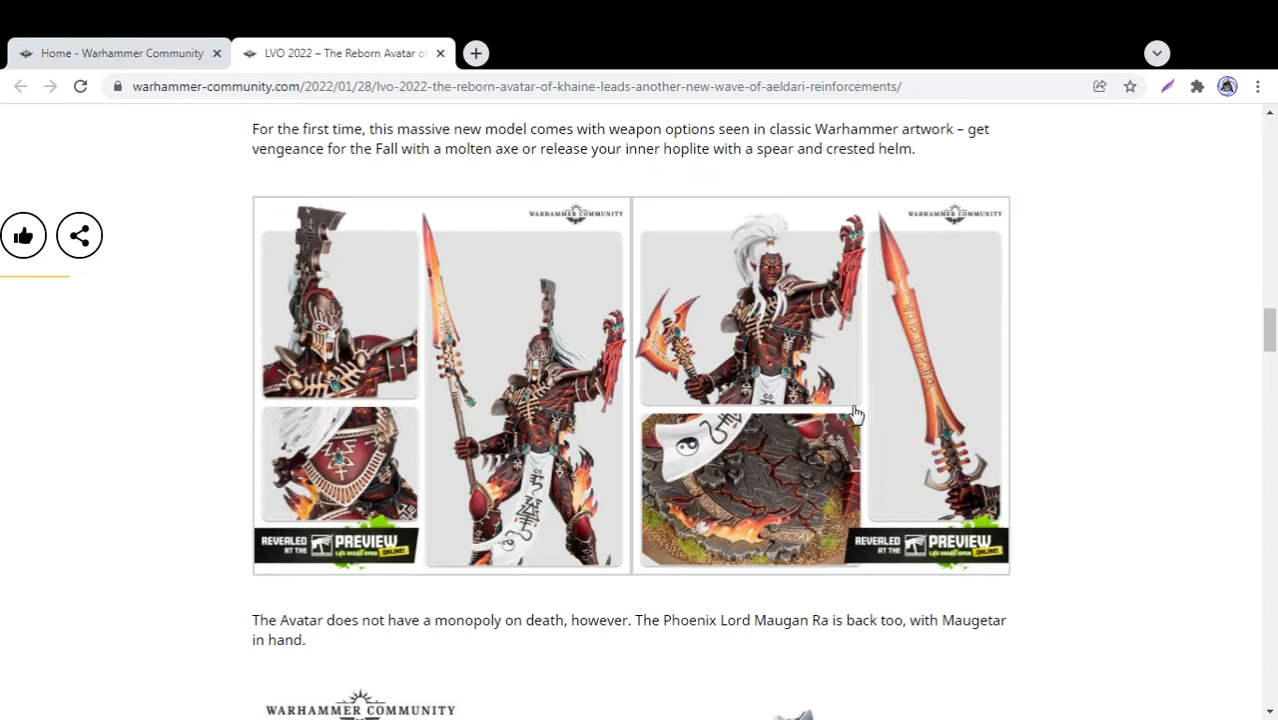 Home - Warhammer Community
LVO 2022 – The Reborn Avatar of
warhammer-community.com/2022/01/28/lvo-2022-the-reborn-avatar-of-khaine-leads-another-new-wave-of-aeldari-reinforcements/
For the first time, this massive new model comes with weapon options seen in classic Warhammer artwork – get
vengeance for the Fall with a molten axe or release your inner hoplite with a spear and crested helm.
WARHAMMER COMMUNITY
WARHAMMER COMMUNITY
REVEALED
AT THE
PREVIEW
LAS VEGAS OPEN ONLINE!
REVEALED
AT THE
PREVIEW
LAS VEGAS OPEN ONLINE!
The Avatar does not have a monopoly on death, however. The Phoenix Lord Maugan Ra is back too, with Maugetar
in hand.
WARHAMMER COMMUNITY